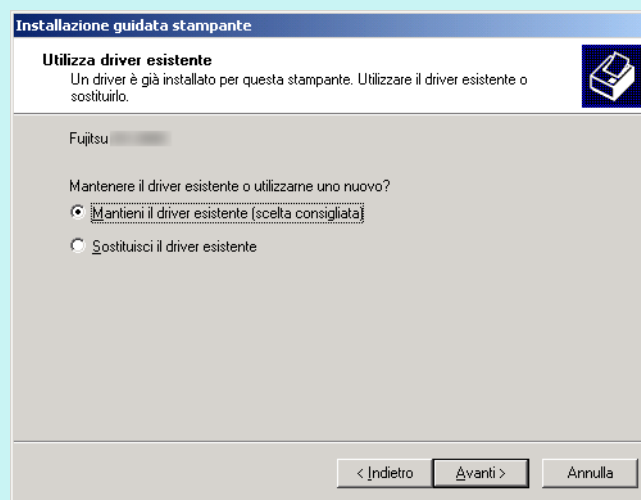 Installazione guidata stampante
Utilizza driver esistente
Un driver è già installato per questa stampante. Utilizzare il driver esistente o
sostituirlo.
Fujitsu
Mantenere il driver esistente o utilizzarne uno nuovo?
Mantieni il driver esistente (scelta consigliata)
Sostituisci il driver esistente
< Indietro
Avanti >
Annulla